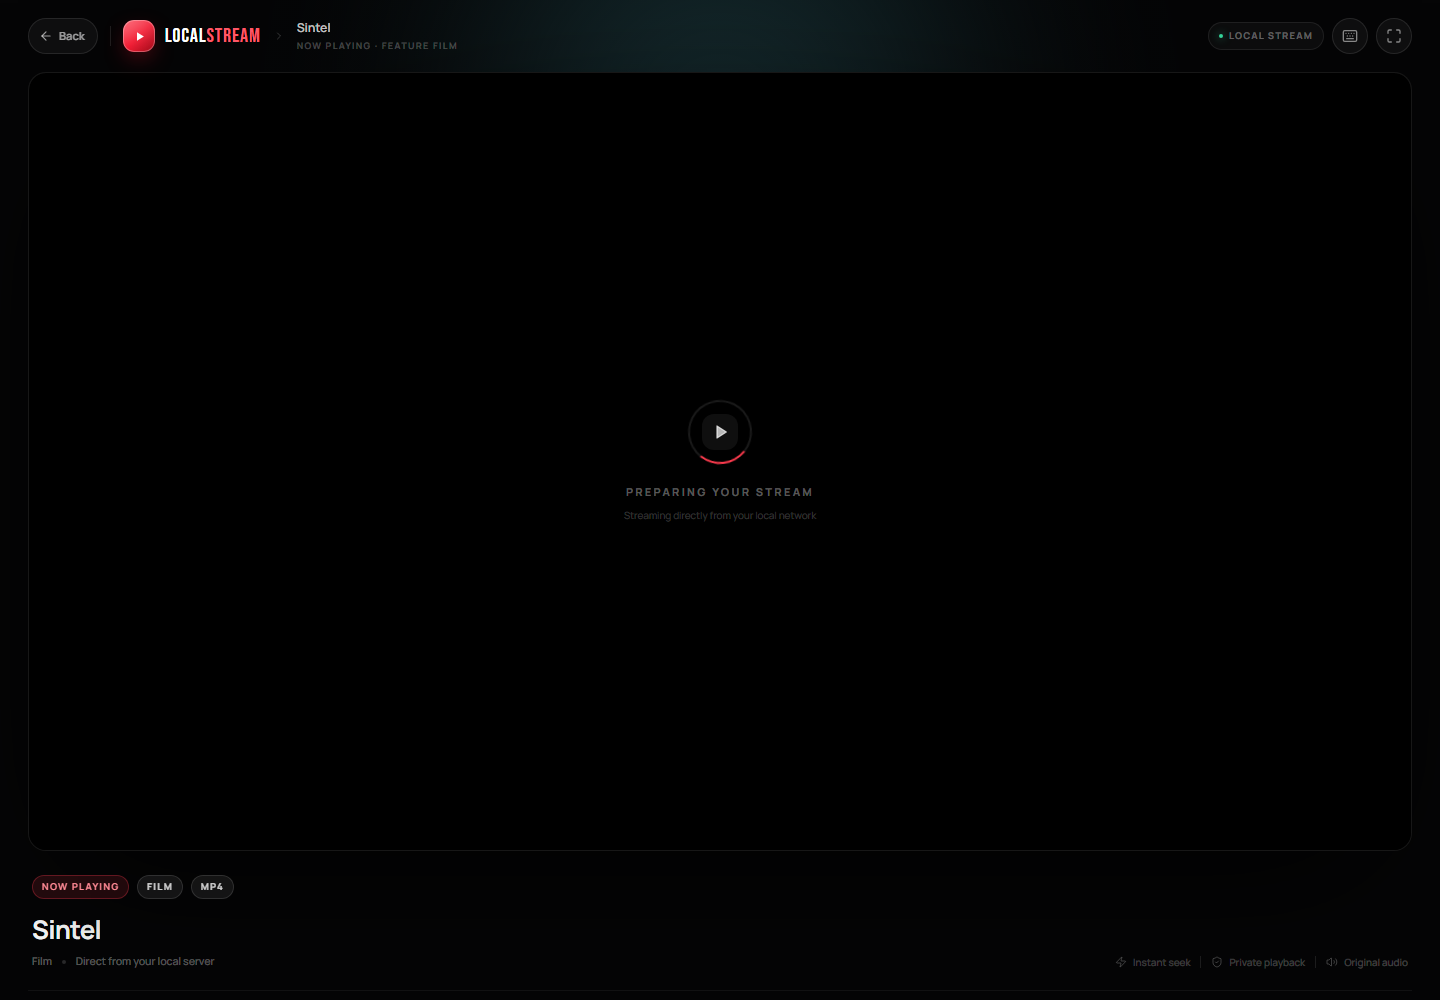 Back
LOCALSTREAM
Sintel
NOW PLAYING · FEATURE FILM
LOCAL STREAM
PREPARING YOUR STREAM
Streaming directly from your local network
NOW PLAYING
FILM
MP4
Sintel
Film • Direct from your local server
Instant seek
Private playback
Original audio